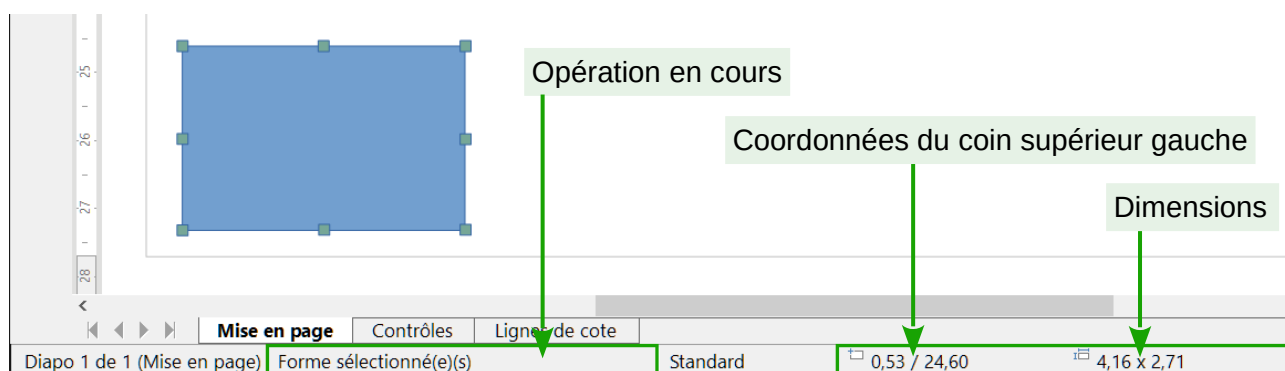 25
26
27
28
Opération en cours
Coordonnées du coin supérieur gauche
Dimensions
Mise en page Contrôles Lignes de cote
Diapo 1 de 1 (Mise en page) Forme sélectionné(e)(s) Standard 0,53 / 24,60 4,16 x 2,71